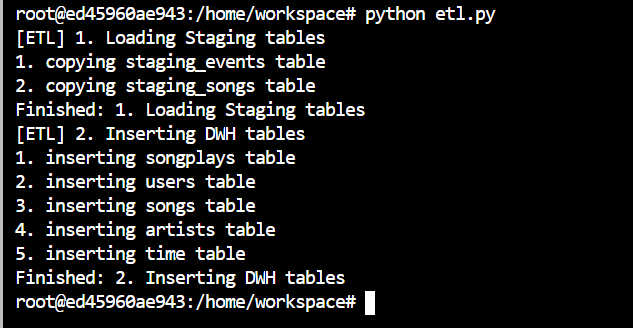 root@ed45960ae943:/home/workspace# python etl.py
[ETL] 1. Loading Staging tables
1. copying staging_events table
2. copying staging_songs table
Finished: 1. Loading Staging tables
[ETL] 2. Inserting DWH tables
1. inserting songplays table
2. inserting users table
3. inserting songs table
4. inserting artists table
5. inserting time table
Finished: 2. Inserting DWH tables
root@ed45960ae943:/home/workspace#